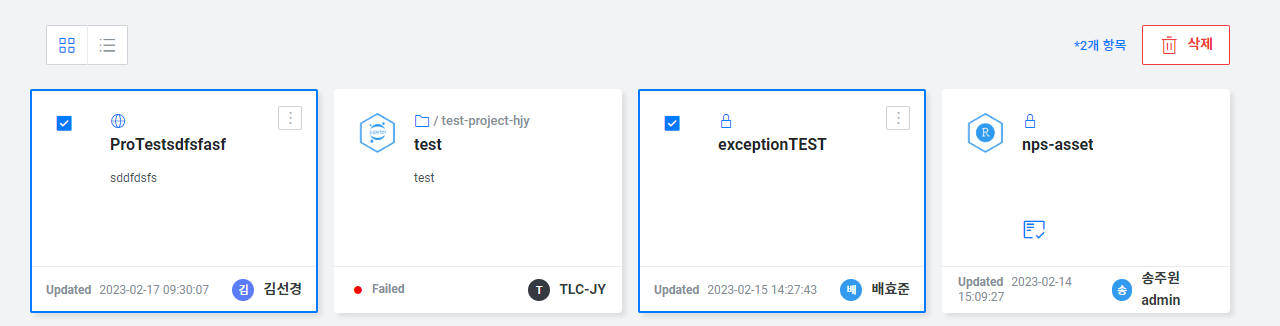 *2개 항목
삭제
ProTestsdfsfasf
sddfdsfs
Updated 2023-02-17 09:30:07
김 김선경
jupyter
/ test-project-hjy
test
test
Failed
T TLC-JY
exceptionTEST
Updated 2023-02-15 14:27:43
배 배효준
R
nps-asset
Updated 2023-02-14
15:09:27
송 송주원
admin